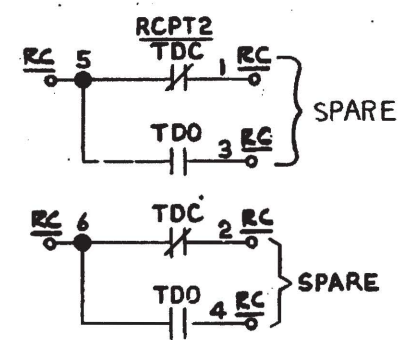 RCPT2
RC 5 TDC 1 RC
SPARE
TDO 3 RC
RC 6 TDC 2 RC
SPARE
TDO 4 RC